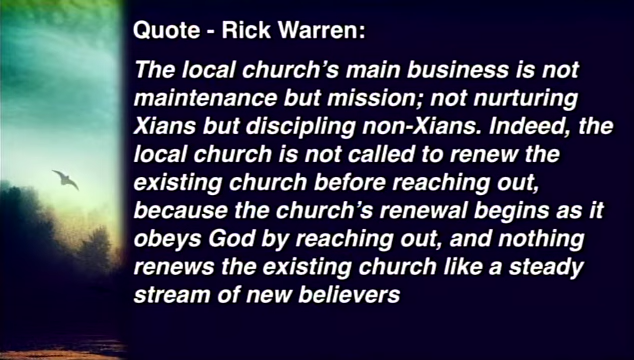 Quote - Rick Warren:
The local church's main business is not
maintenance but mission; not nurturing
Xians but discipling non-Xians. Indeed, the
local church is not called to renew the
existing church before reaching out,
because the church's renewal begins as it
obeys God by reaching out, and nothing
renews the existing church like a steady
stream of new believers